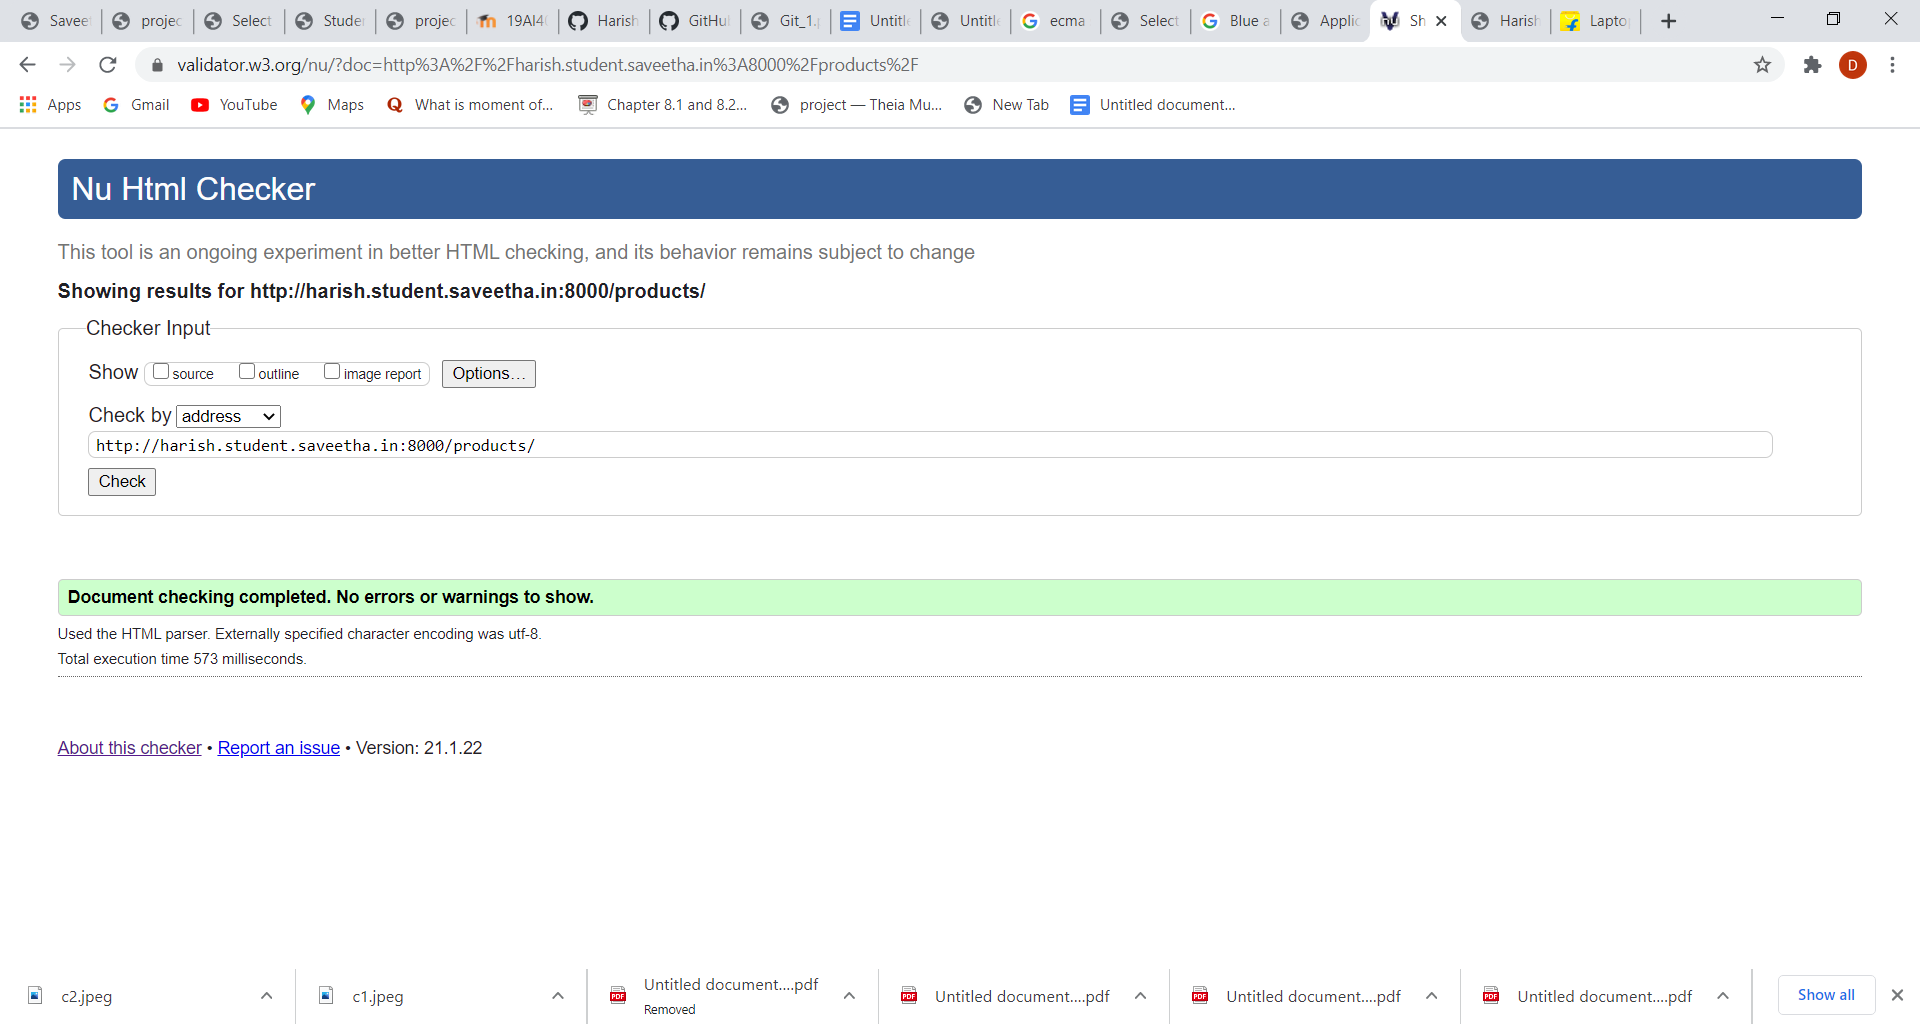 Saveet
projec
Select
Studen
projec
19AI40
Harish
GitHu
Git_1.p
Untitle
Untitle
ecma
Select
Blue a
Applic
Sh
Harish
Lapto
validator.w3.org/nu/?doc=http%3A%2F%2Fharish.student.saveetha.in%3A8000%2Fproducts%2F
D
Apps
Gmail
YouTube
Maps
What is moment of...
Chapter 8.1 and 8.2...
project — Theia Mu...
New Tab
Untitled document...
Nu Html Checker
This tool is an ongoing experiment in better HTML checking, and its behavior remains subject to change
Showing results for http://harish.student.saveetha.in:8000/products/
Checker Input
Show source outline image report Options...
Check by address
http://harish.student.saveetha.in:8000/products/
Check
Document checking completed. No errors or warnings to show.
Used the HTML parser. Externally specified character encoding was utf-8.
Total execution time 573 milliseconds.
About this checker • Report an issue • Version: 21.1.22
c2.jpeg
c1.jpeg
Untitled document....pdf
Removed
Untitled document....pdf
Untitled document....pdf
Untitled document....pdf
Show all